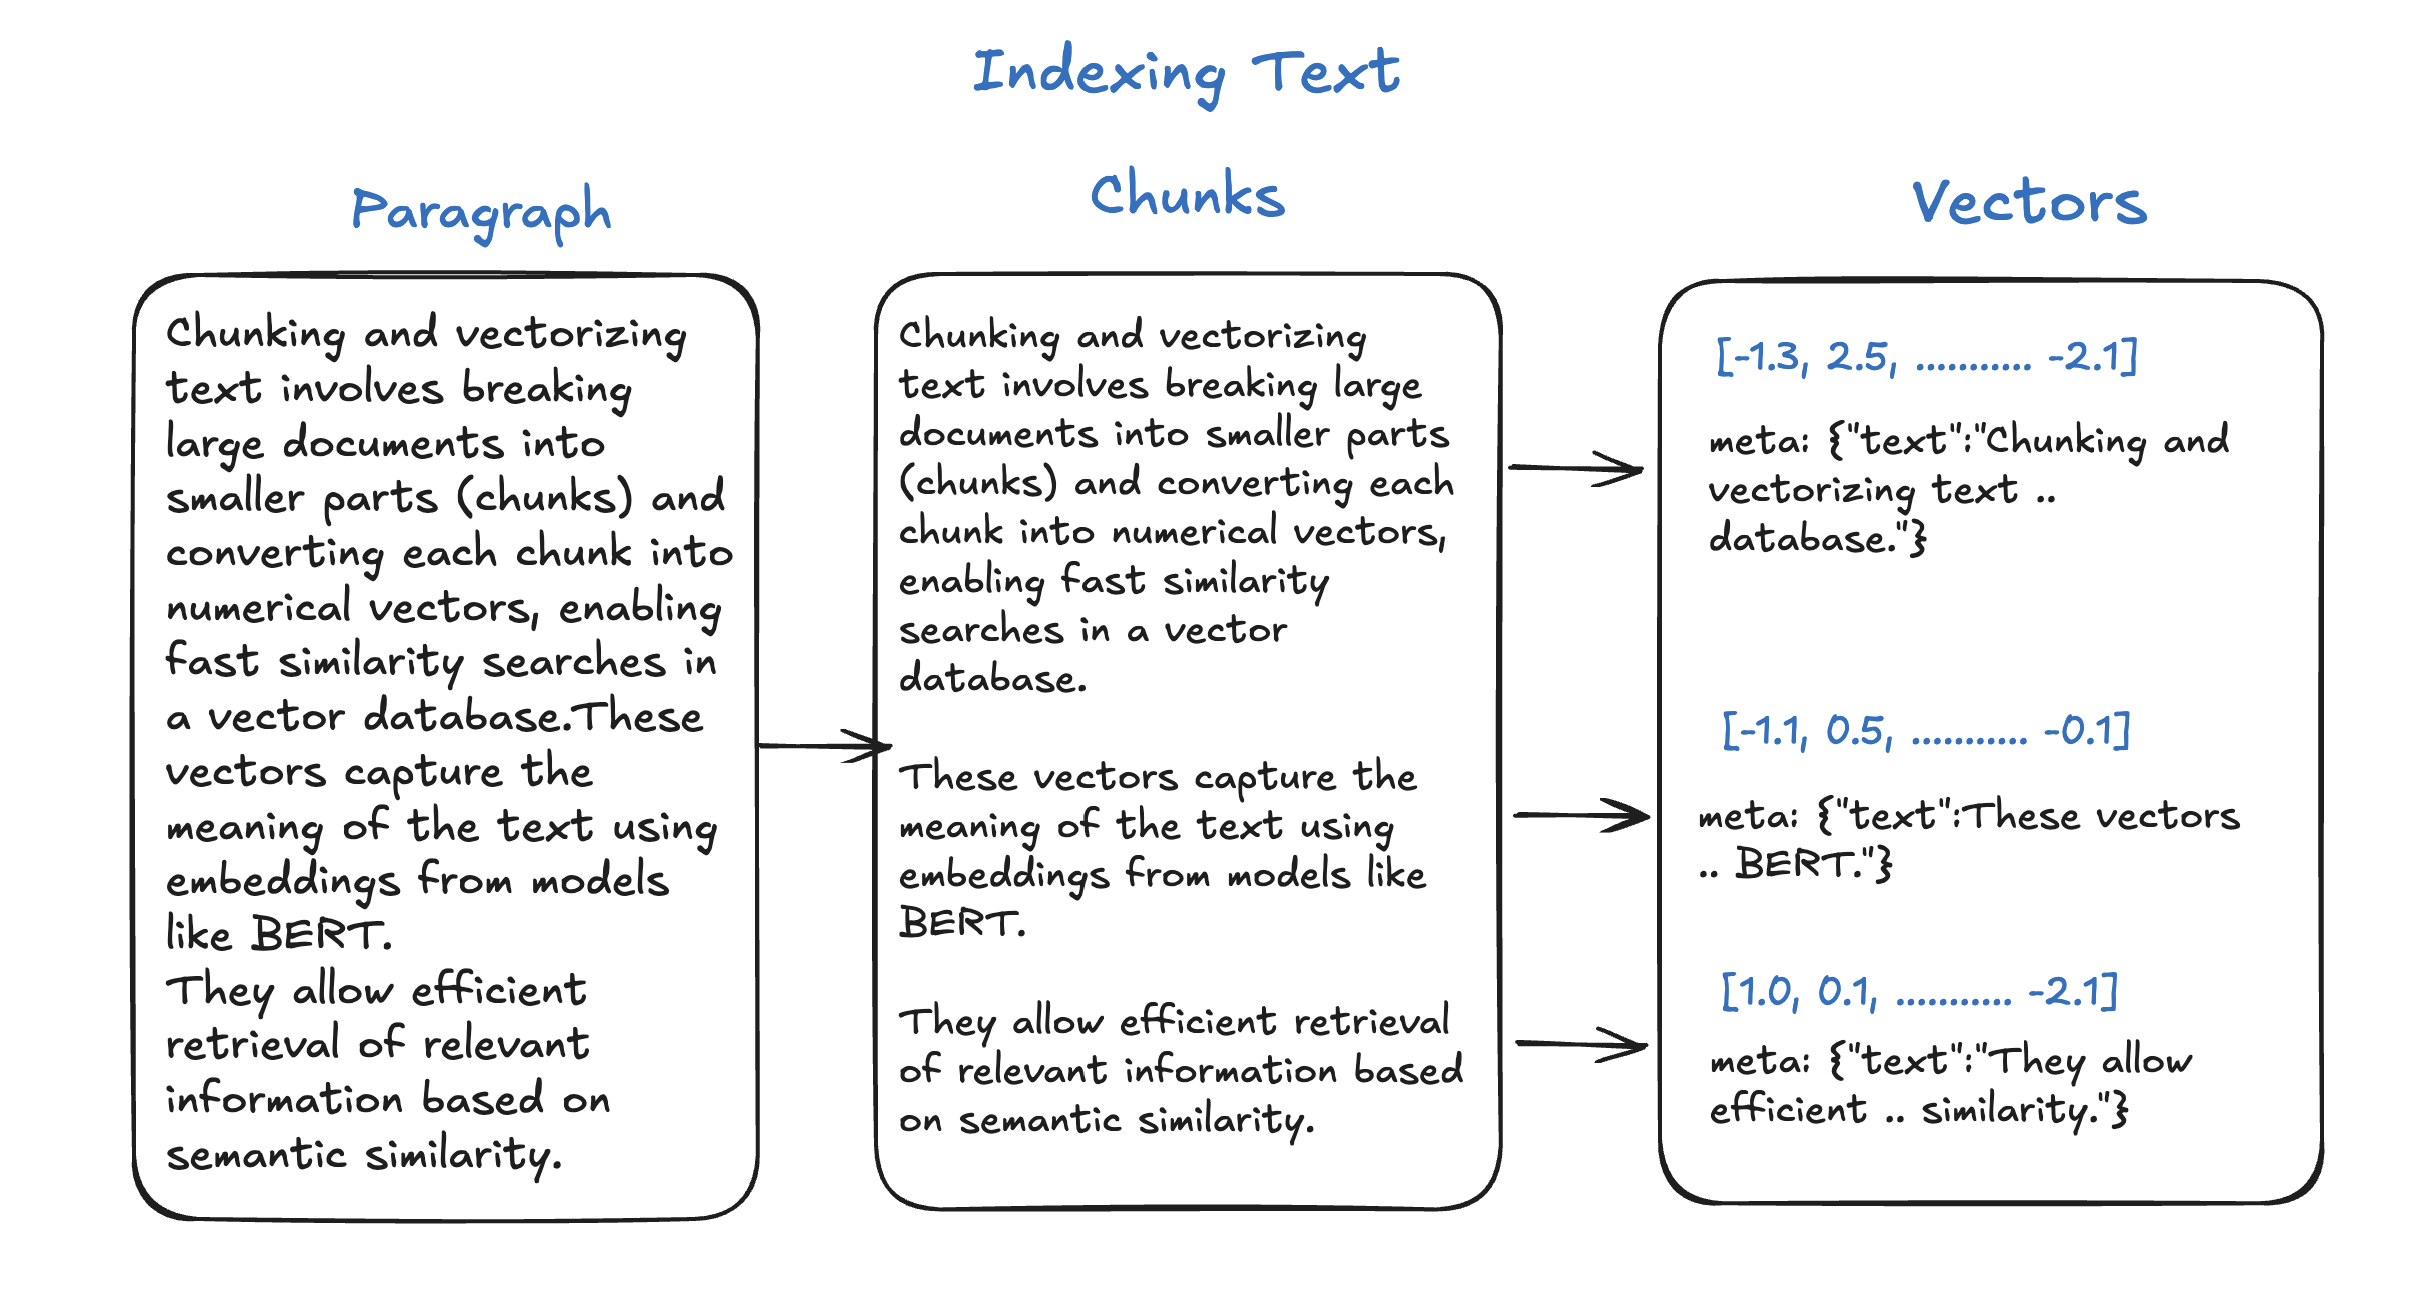 Indexing Text
Paragraph
Chunking and vectorizing
text involves breaking
large documents into
smaller parts (chunks) and
converting each chunk into
numerical vectors, enabling
fast similarity searches in
a vector database.These
vectors capture the
meaning of the text using
embeddings from models
like BERT.
They allow efficient
retrieval of relevant
information based on
semantic similarity.
Chunks
Chunking and vectorizing
text involves breaking large
documents into smaller parts
(chunks) and converting each
chunk into numerical vectors,
enabling fast similarity
searches in a vector
database.
These vectors capture the
meaning of the text using
embeddings from models like
BERT.
They allow efficient retrieval
of relevant information based
on semantic similarity.
Vectors
[-1.3, 2.5, ........... -2.1]
meta: {"text":"Chunking and
vectorizing text ..
database."}
[-1.1, 0.5, ........... -0.1]
meta: {"text":These vectors
.. BERT."}
[1.0, 0.1, ........... -2.1]
meta: {"text":"They allow
efficient .. similarity."}